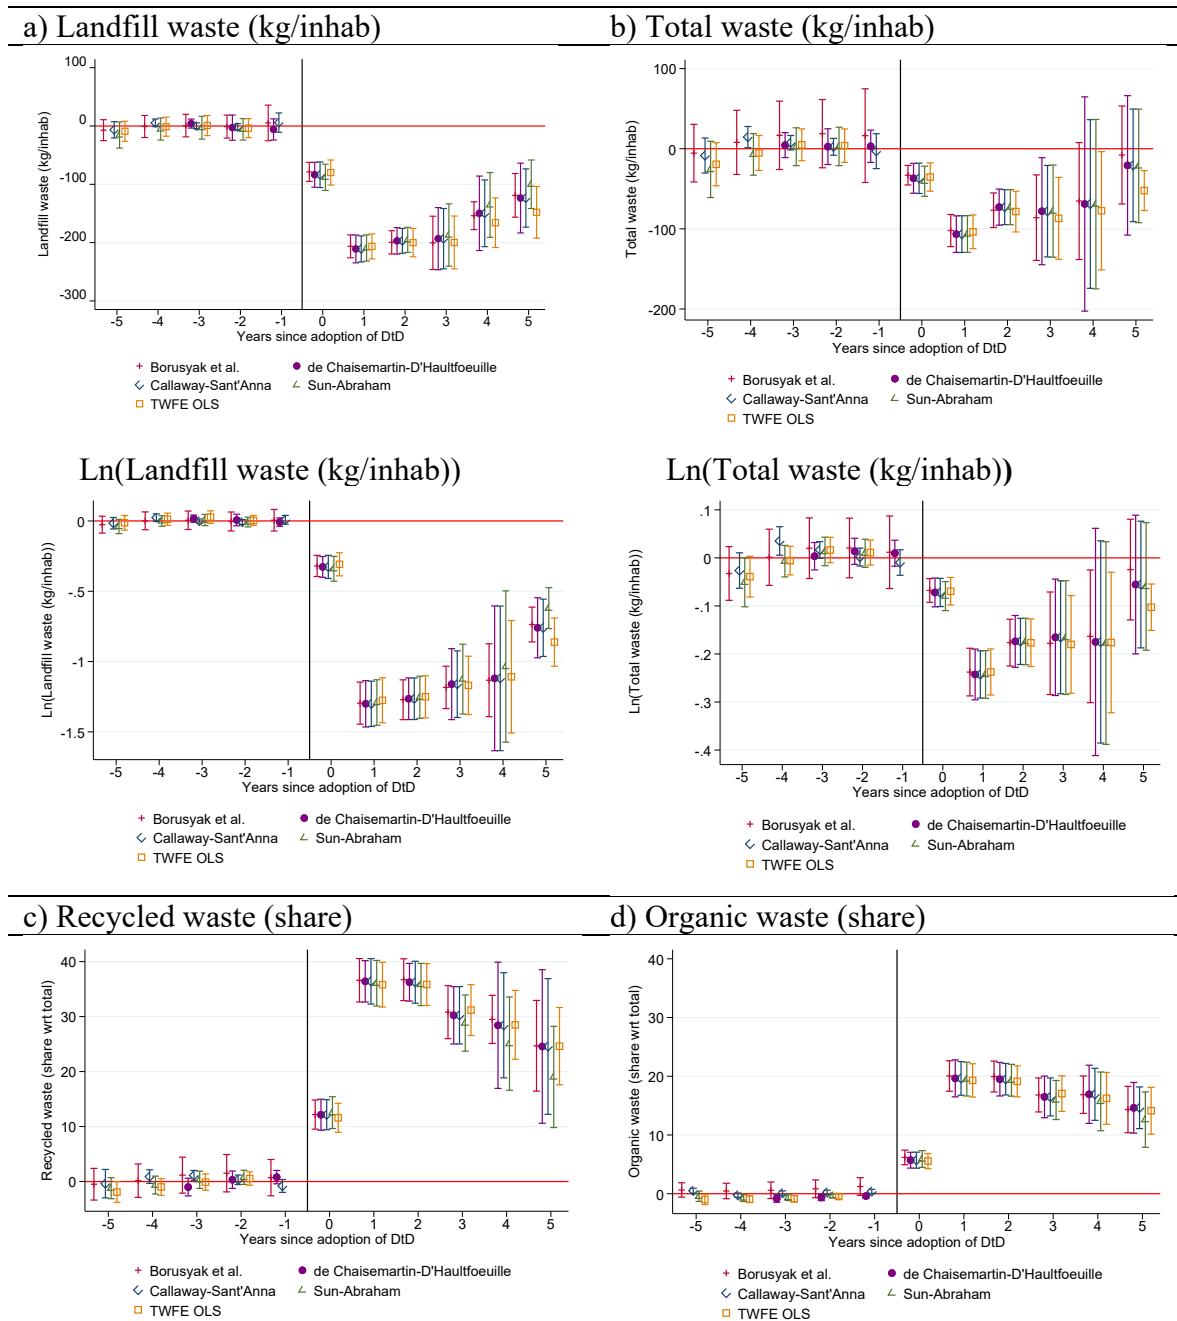 a) Landfill waste (kg/inhab)
b) Total waste (kg/inhab)
Landfill waste (kg/inhab)
100
0
-100
-200
-300
-5 -4 -3 -2 -1 0 1 2 3 4 5
Years since adoption of DtD
Borusyak et al. de Chaisemartin-D'Haultfoeuille
Callaway-Sant'Anna Sun-Abraham
TWFE OLS
Total waste (kg/inhab)
100
0
-100
-200
-5 -4 -3 -2 -1 0 1 2 3 4 5
Years since adoption of DtD
Borusyak et al. de Chaisemartin-D'Haultfoeuille
Callaway-Sant'Anna Sun-Abraham
TWFE OLS
Ln(Landfill waste (kg/inhab))
Ln(Total waste (kg/inhab))
Ln(Landfill waste (kg/inhab))
0
-.5
-1
-1.5
-5 -4 -3 -2 -1 0 1 2 3 4 5
Years since adoption of DtD
Borusyak et al. de Chaisemartin-D'Haultfoeuille
Callaway-Sant'Anna Sun-Abraham
TWFE OLS
Ln(Total waste (kg/inhab))
.1
0
-.1
-.2
-.3
-.4
-5 -4 -3 -2 -1 0 1 2 3 4 5
Years since adoption of DtD
Borusyak et al. de Chaisemartin-D'Haultfoeuille
Callaway-Sant'Anna Sun-Abraham
TWFE OLS
c) Recycled waste (share)
d) Organic waste (share)
Recycled waste (share wrt total)
40
30
20
10
0
-5 -4 -3 -2 -1 0 1 2 3 4 5
Years since adoption of DtD
Borusyak et al. de Chaisemartin-D'Haultfoeuille
Callaway-Sant'Anna Sun-Abraham
TWFE OLS
Organic waste (share wrt total)
40
30
20
10
0
-5 -4 -3 -2 -1 0 1 2 3 4 5
Years since adoption of DtD
Borusyak et al. de Chaisemartin-D'Haultfoeuille
Callaway-Sant'Anna Sun-Abraham
TWFE OLS